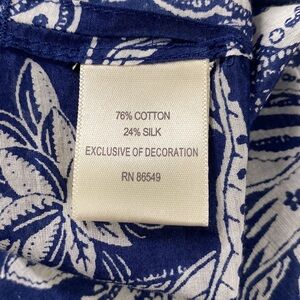 76% COTTON
24% SILK
EXCLUSIVE OF DECORATION
RN 86549